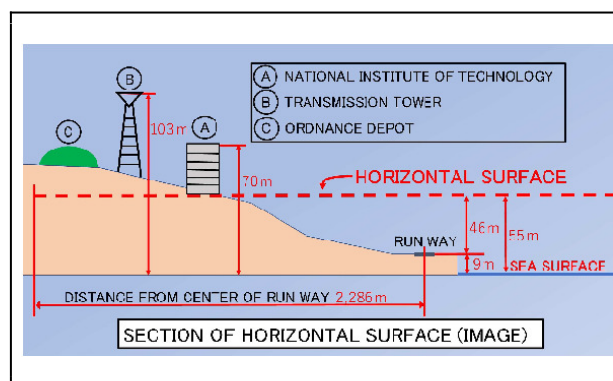 Ⓐ NATIONAL INSTITUTE OF TECHNOLOGY
Ⓑ TRANSMISSION TOWER
Ⓒ ORDNANCE DEPOT
B
C
A
103m
70m
HORIZONTAL SURFACE
46m
55m
RUN WAY
9m
SEA SURFACE
DISTANCE FROM CENTER OF RUN WAY 2,286m
SECTION OF HORIZONTAL SURFACE (IMAGE)